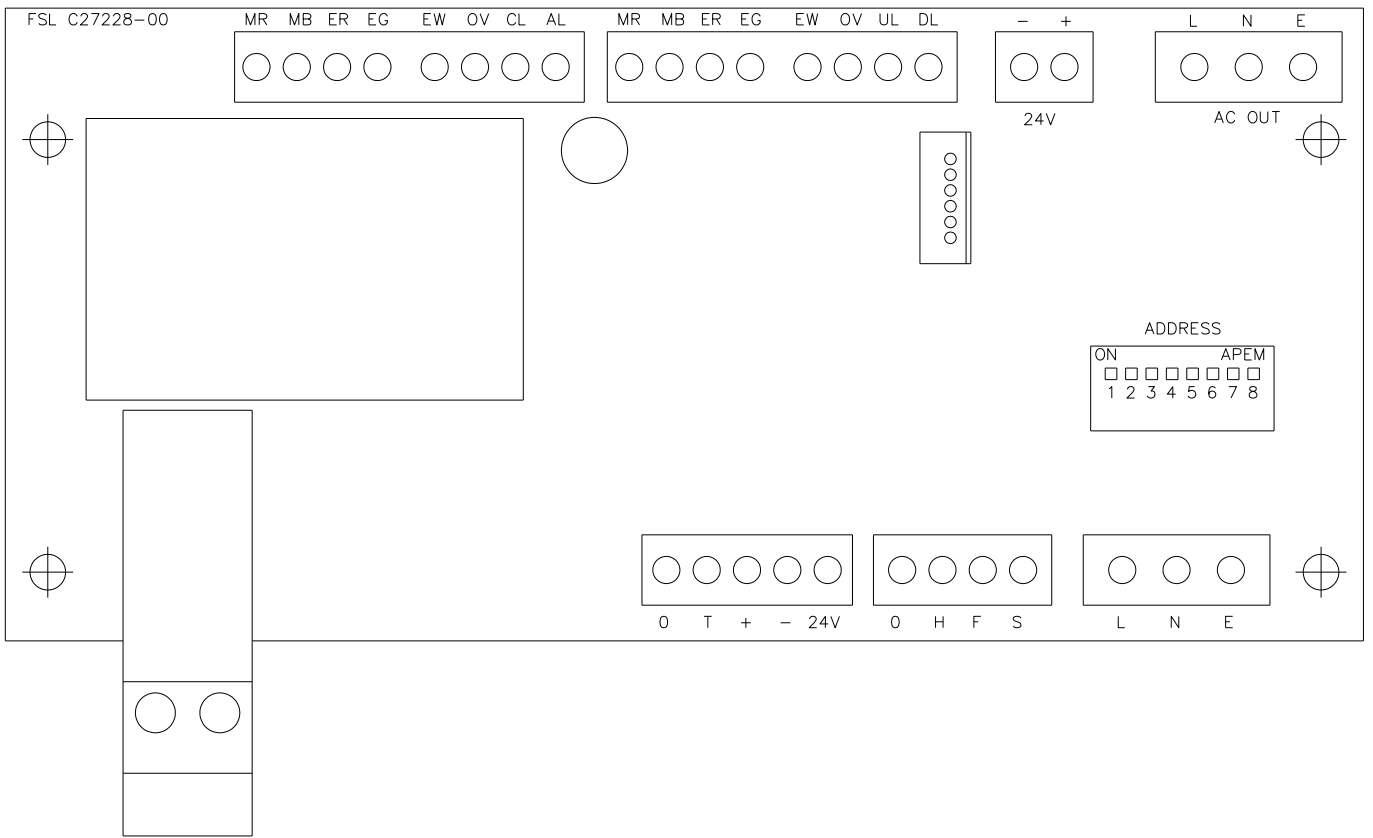 FSL C27228-00 MR MB ER EG EW OV CL AL MR MB ER EG EW OV UL DL - + L N E
24V AC OUT
ADDRESS
ON APEM
1 2 3 4 5 6 7 8
0 T + - 24V 0 H F S L N E